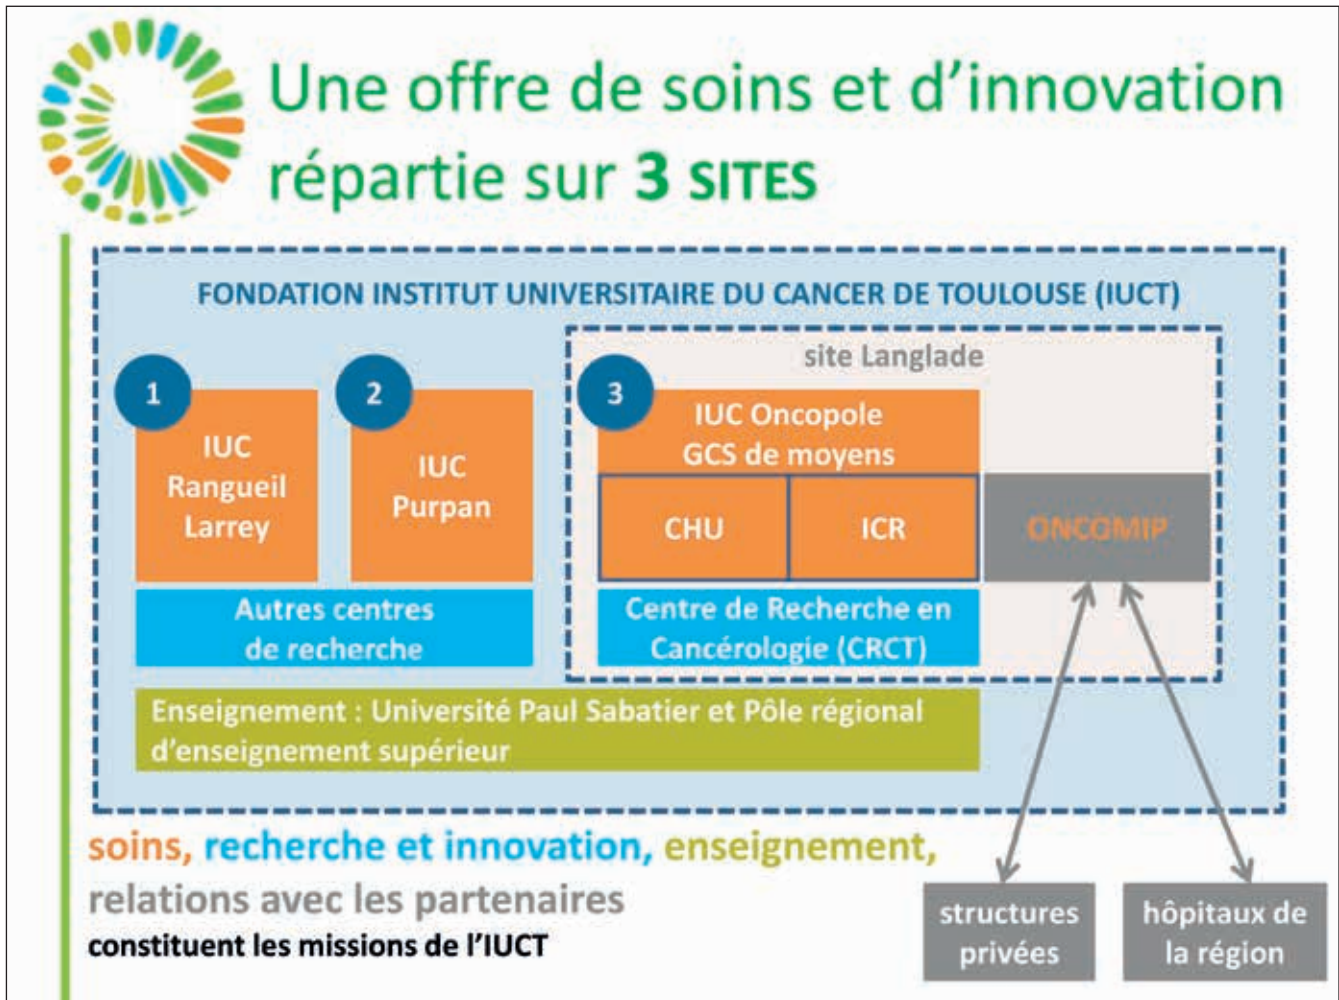 Une offre de soins et d’innovation
répartie sur 3 SITES
FONDATION INSTITUT UNIVERSITAIRE DU CANCER DE TOULOUSE (IUCT)
site Langlade
1
IUC
Rangueil
Larrey
2
IUC
Purpan
3
IUC Oncopole
GCS de moyens
CHU
ICR
ONCOMIP
Autres centres
de recherche
Centre de Recherche en
Cancérologie (CRCT)
Enseignement : Université Paul Sabatier et Pôle régional
d’enseignement supérieur
soins, recherche et innovation, enseignement,
relations avec les partenaires
constituent les missions de l’IUCT
structures
privées
hôpitaux de
la région